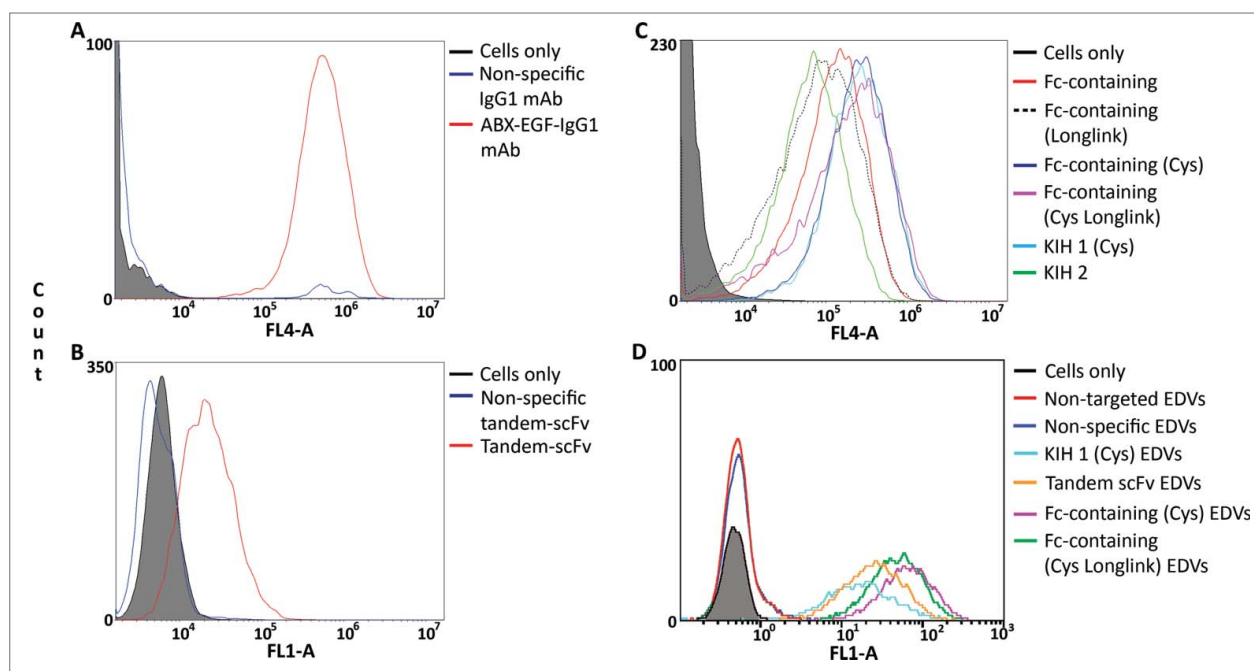 A
100
0
10^4
10^5
10^6
10^7
FL4-A
Cells only
Non-specific
IgG1 mAb
ABX-EGF-IgG1
mAb
C
230
0
10^4
10^5
10^6
10^7
FL4-A
Cells only
Fc-containing
Fc-containing
(Longlink)
Fc-containing (Cys)
Fc-containing
(Cys Longlink)
KIH 1 (Cys)
KIH 2
Count
B
350
0
10^4
10^5
10^6
10^7
FL1-A
Cells only
Non-specific
tandem-scFv
Tandem-scFv
D
100
0
10^0
10^1
10^2
10^3
FL1-A
Cells only
Non-targeted EDVs
Non-specific EDVs
KIH 1 (Cys) EDVs
Tandem scFv EDVs
Fc-containing (Cys) EDVs
Fc-containing
(Cys Longlink) EDVs